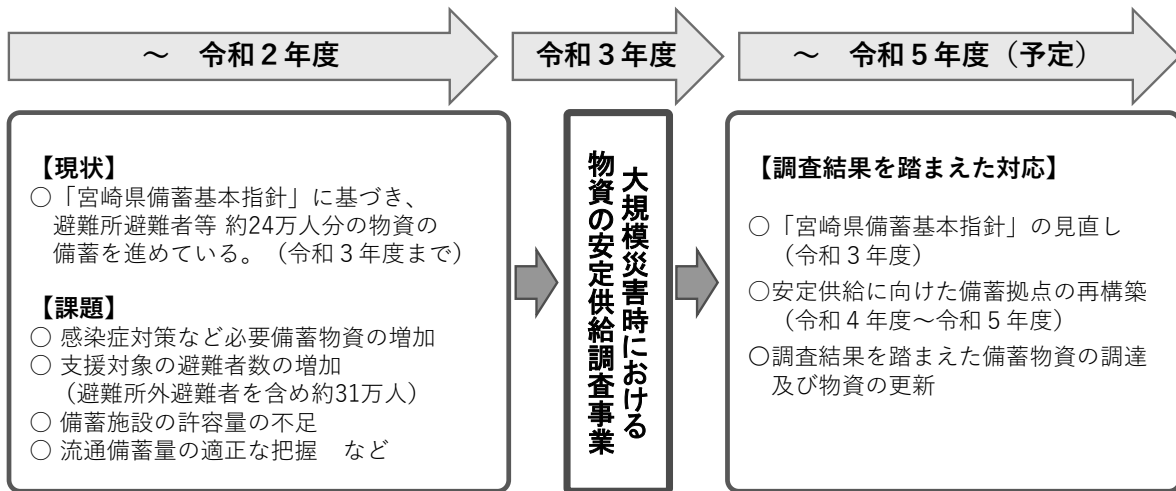 ～　令和２年度
令和３年度
～　令和５年度（予定）
【現状】
○「宮崎県備蓄基本指針」に基づき、
避難所避難者等 約24万人分の物資の
備蓄を進めている。（令和３年度まで）
【課題】
○ 感染症対策など必要備蓄物資の増加
○ 支援対象の避難者数の増加
（避難所外避難者を含め約31万人）
○ 備蓄施設の許容量の不足
○ 流通備蓄量の適正な把握　など
大規模災害時における
物資の安定供給調査事業
【調査結果を踏まえた対応】
○「宮崎県備蓄基本指針」の見直し
（令和３年度）
○安定供給に向けた備蓄拠点の再構築
（令和４年度～令和５年度）
○調査結果を踏まえた備蓄物資の調達
及び物資の更新